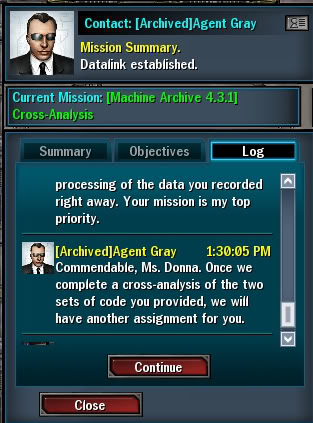 Contact: [Archived]Agent Gray
Mission Summary.
Datalink established.
Current Mission: [Machine Archive 4.3.1]
Cross-Analysis
Summary
Objectives
Log
processing of the data you recorded
right away. Your mission is my top
priority.
[Archived]Agent Gray 1:30:05 PM
Commendable, Ms. Donna. Once we
complete a cross-analysis of the two
sets of code you provided, we will
have another assignment for you.
Continue
Close